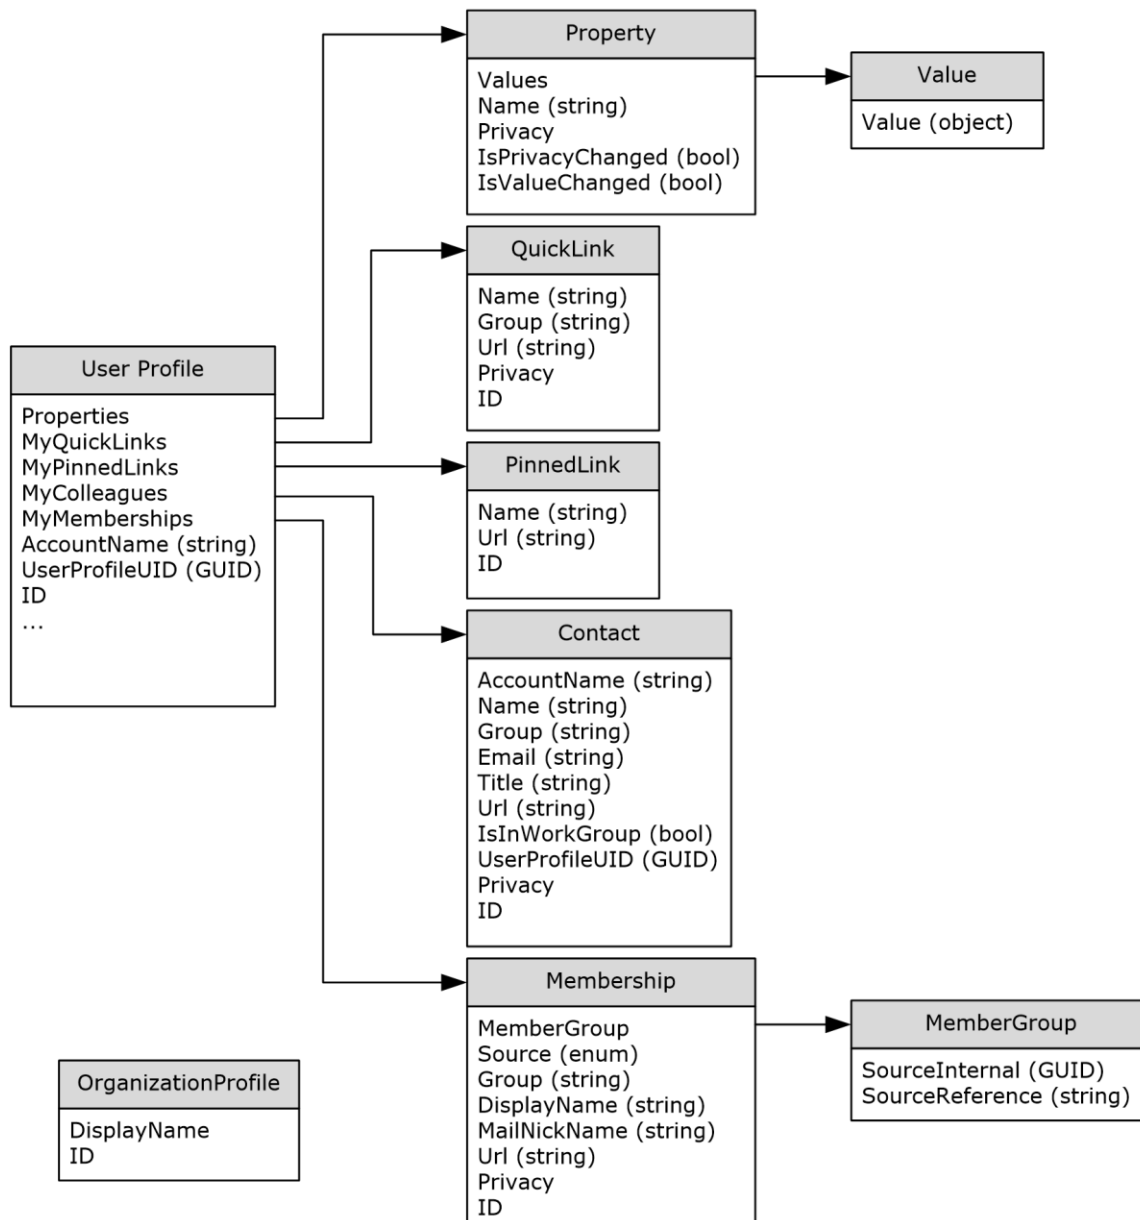 Property
Values
Name (string)
Privacy
IsPrivacyChanged (bool)
IsValueChanged (bool)
Value
Value (object)
QuickLink
Name (string)
Group (string)
Url (string)
Privacy
ID
User Profile
Properties
MyQuickLinks
MyPinnedLinks
MyColleagues
MyMemberships
AccountName (string)
UserProfileUID (GUID)
ID
...
PinnedLink
Name (string)
Url (string)
ID
Contact
AccountName (string)
Name (string)
Group (string)
Email (string)
Title (string)
Url (string)
IsInWorkGroup (bool)
UserProfileUID (GUID)
Privacy
ID
Membership
MemberGroup
Source (enum)
Group (string)
DisplayName (string)
MailNickName (string)
Url (string)
Privacy
ID
MemberGroup
SourceInternal (GUID)
SourceReference (string)
OrganizationProfile
DisplayName
ID